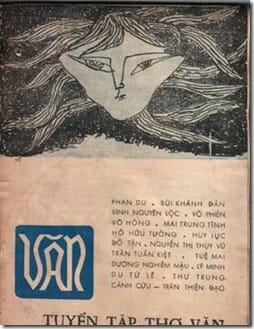 PHAN DU . BÙI KHÁNH ĐẢN
BÌNH NGUYÊN LỘC . VÕ PHIẾN
VÕ HỒNG . MAI TRUNG TĨNH
HỒ HỮU TƯỜNG . HUY LỰC
ĐỖ TẤN . NGUYỄN THỊ THỤY VŨ
TRẦN TUẤN KIỆT . TUỆ MAI
DƯƠNG NGHIỄM MẬU . LÝ MINH
DU TỬ LÊ . THƯ TRUNG
CẢNH CỬU – TRẦN THIỆN ĐẠO
VĂN
TUYỂN TẬP THƠ VĂN